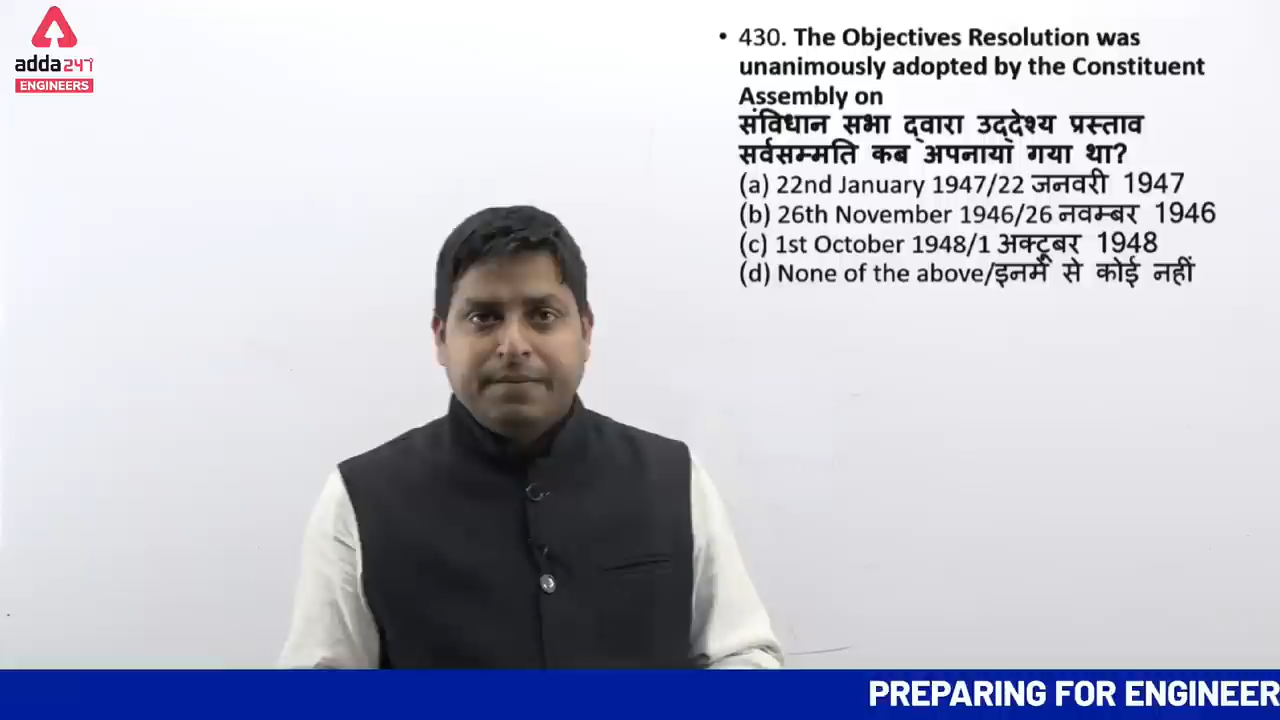 adda247
ENGINEERS
• 430. The Objectives Resolution was
unanimously adopted by the Constituent
Assembly on
संविधान सभा द्वारा उद्देश्य प्रस्ताव
सर्वसम्मति कब अपनाया गया था?
(a) 22nd January 1947/22 जनवरी 1947
(b) 26th November 1946/26 नवम्बर 1946
(c) 1st October 1948/1 अक्टूबर 1948
(d) None of the above/इनमें से कोई नहीं
PREPARING FOR ENGINEER